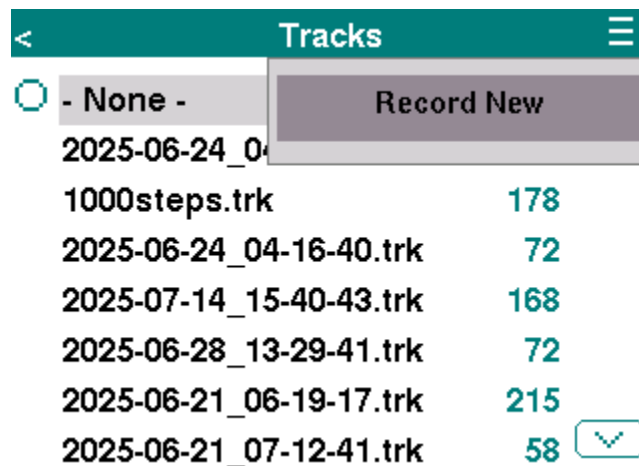 < Tracks
- None -
Record New
2025-06-24_04
1000steps.trk 178
2025-06-24_04-16-40.trk 72
2025-07-14_15-40-43.trk 168
2025-06-28_13-29-41.trk 72
2025-06-21_06-19-17.trk 215
2025-06-21_07-12-41.trk 58